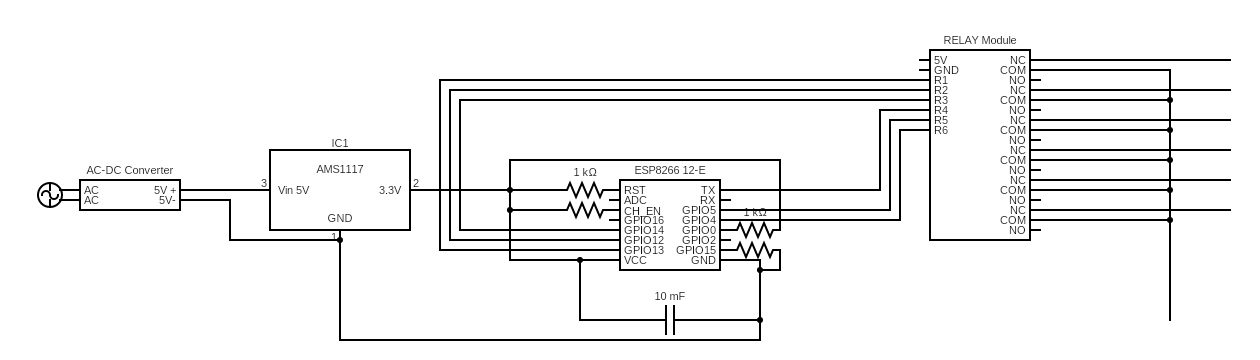 RELAY Module
5V
GND
R1
R2
R3
R4
R5
R6
NC
COM
NO
NC
COM
NO
NC
COM
NO
NC
COM
NO
NC
COM
NO
NC
COM
NO
IC1
AMS1117
3
Vin 5V
3.3V
2
GND
1
AC-DC Converter
AC
AC
5V +
5V-
ESP8266 12-E
1 kΩ
RST
ADC
CH_EN
GPIO16
GPIO14
GPIO12
GPIO13
VCC
TX
RX
GPIO5
GPIO4
GPIO0
GPIO2
GPIO15
GND
1 kΩ
10 mF